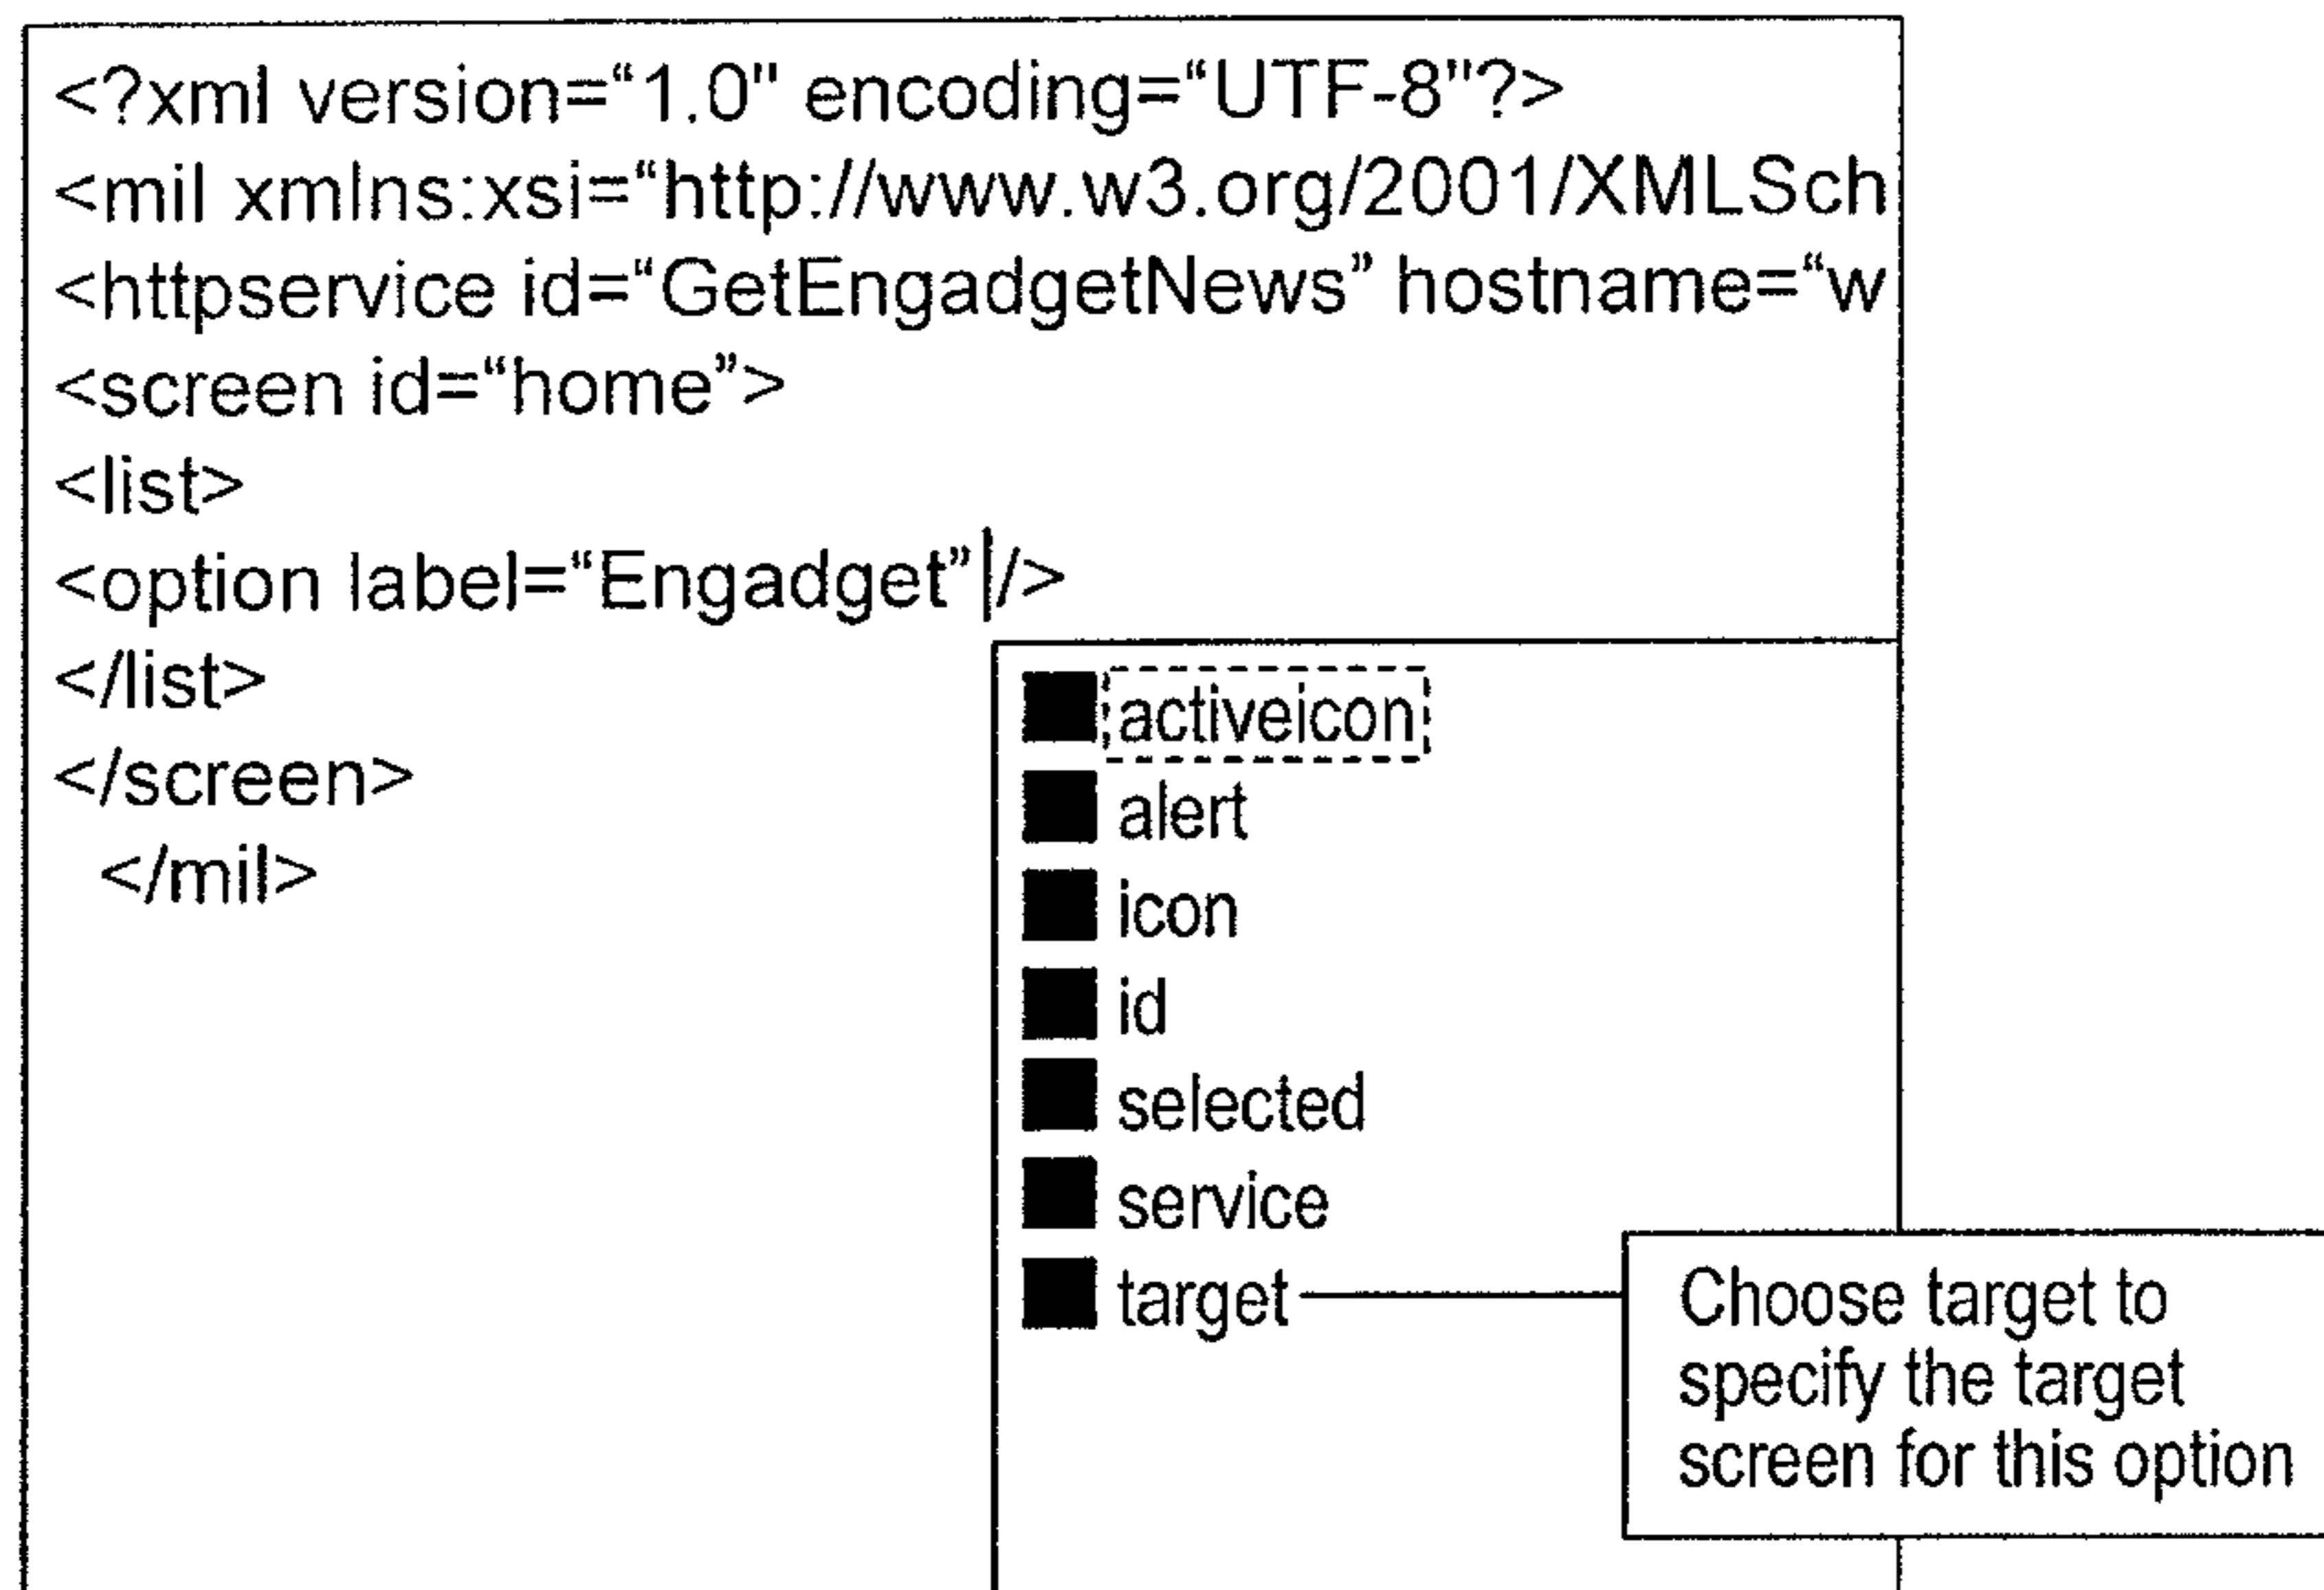 <?xml version=“1.0" encoding=“UTF-8"?>
<mil xmlns:xsi=“http://www.w3.org/2001/XMLSch
<httpservice id=“GetEngadgetNews” hostname=“w
<screen id=“home”>
<list>
<option label=“Engadget” />
</list>
</screen>
</mil>
activeicon
alert
icon
id
selected
service
target
Choose target to
specify the target
screen for this option